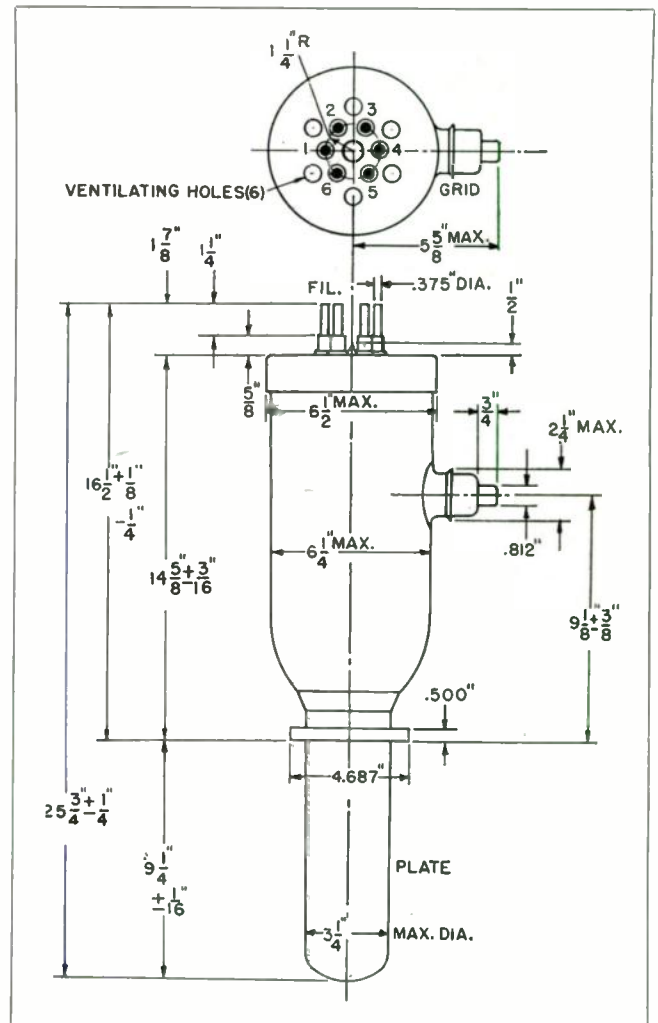 1 1/4" R
2 3
1 4
6 5
VENTILATING HOLES(6)
GRID
5 5/8" MAX.
1 7/8"
1 1/4"
FIL.
.375" DIA.
1/2"
5/8"
6 1/2" MAX.
3/4"
2 1/4" MAX.
16 1/2" + 1/8" - 1/4"
.812"
6 1/4" MAX.
14 5/8" ± 3/16"
9 1/8" ± 3/8"
.500"
4.687"
25 3/4" ± 1/4"
9 1/4" ± 1/16"
PLATE
3 1/4" MAX. DIA.